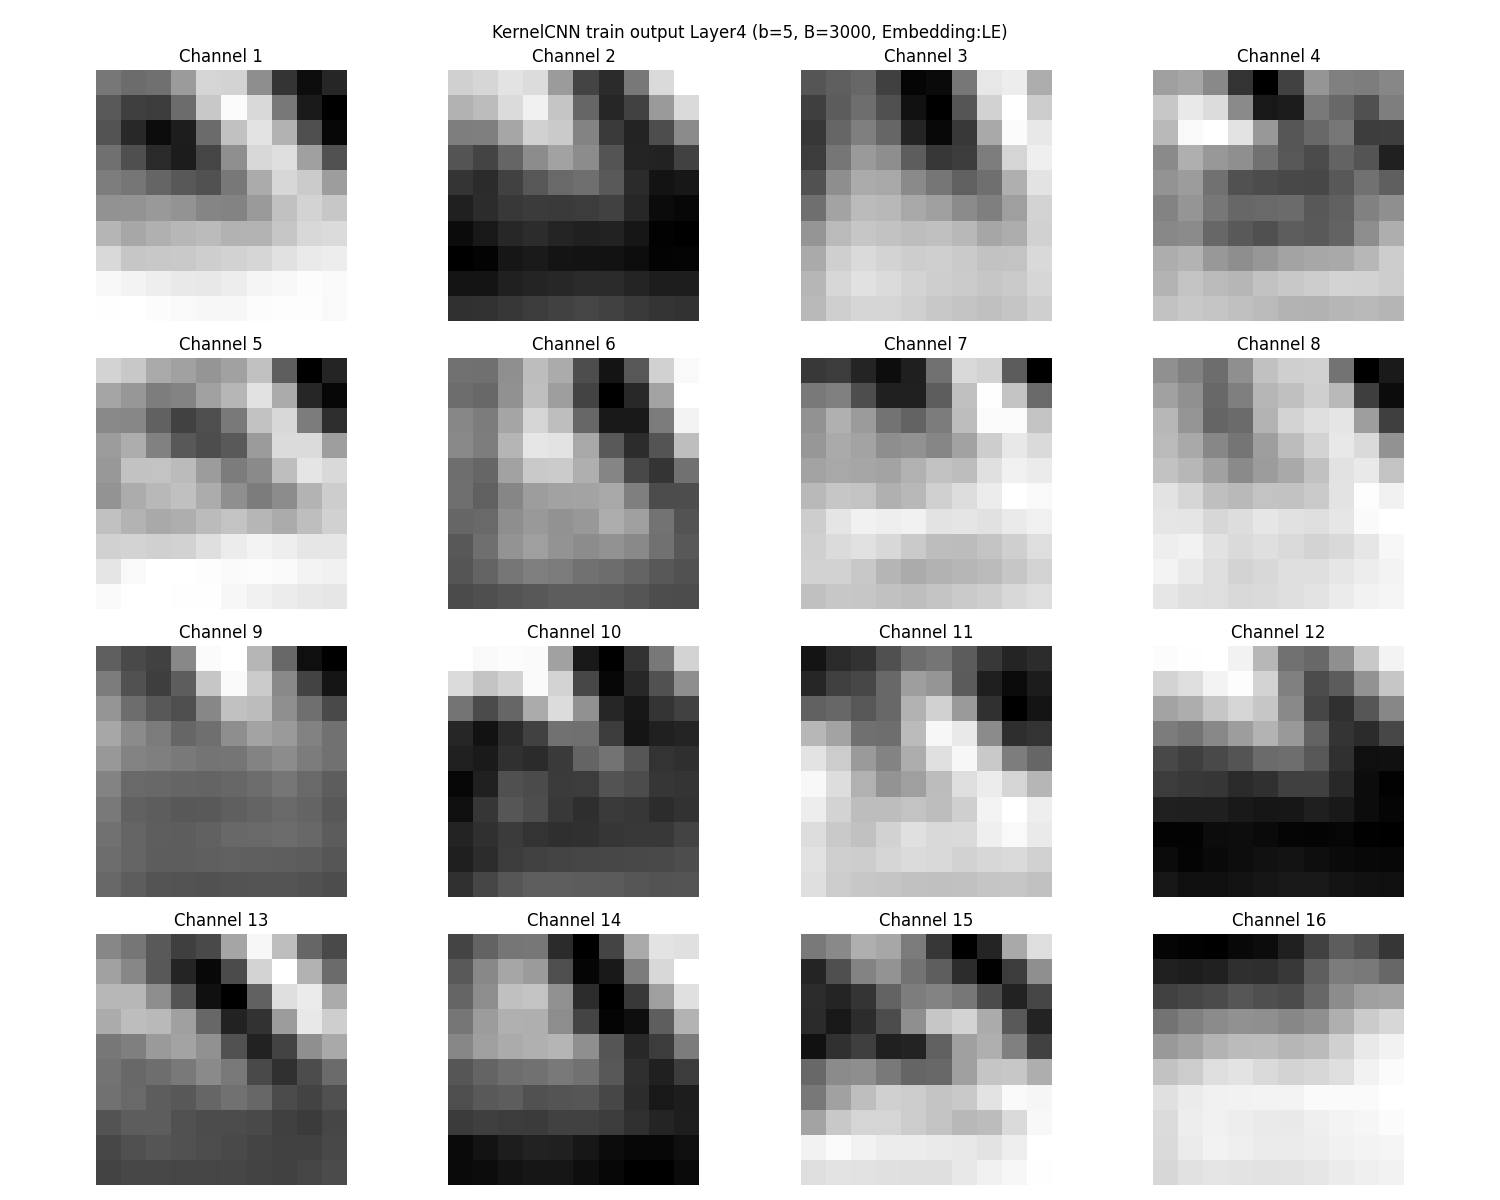 KernelCNN train output Layer4 (b=5, B=3000, Embedding:LE)
Channel 1
Channel 2
Channel 3
Channel 4
Channel 5
Channel 6
Channel 7
Channel 8
Channel 9
Channel 10
Channel 11
Channel 12
Channel 13
Channel 14
Channel 15
Channel 16